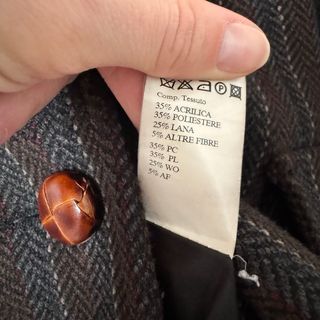 Comp. Tessuto
35% ACRILICA
35% POLIESTERE
25% LANA
5% ALTRE FIBRE
35% PC
35% PL
25% WO
5% AF